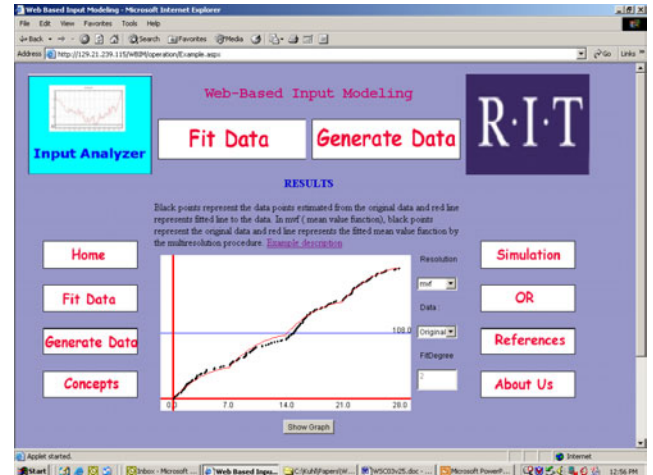 Web Based Input Modeling - Microsoft Internet Explorer
File Edit View Favorites Tools Help
Back Search Favorites Media
Address http://129.21.239.115/WBIM/operation/Example.aspx Go Links
Web-Based Input Modeling
Input Analyzer
Fit Data
Generate Data
R·I·T
RESULTS
Black points represent the data points estimated from the original data and red line
represents fitted line to the data. In mvf ( mean value function), black points
represent the original data and red line represents the fitted mean value function by
the multiresolution procedure. Example description
Home
Fit Data
Generate Data
Concepts
Resolution
mvf
Data :
Original
FitDegree
2
108.0
0.0 7.0 14.0 21.0 28.0
Show Graph
Simulation
OR
References
About Us
Applet started. Internet
Start Inbox - Microsoft ... Web Based Inpu... WSC03v25.doc - ... Microsoft PowerP... 12:56 PM